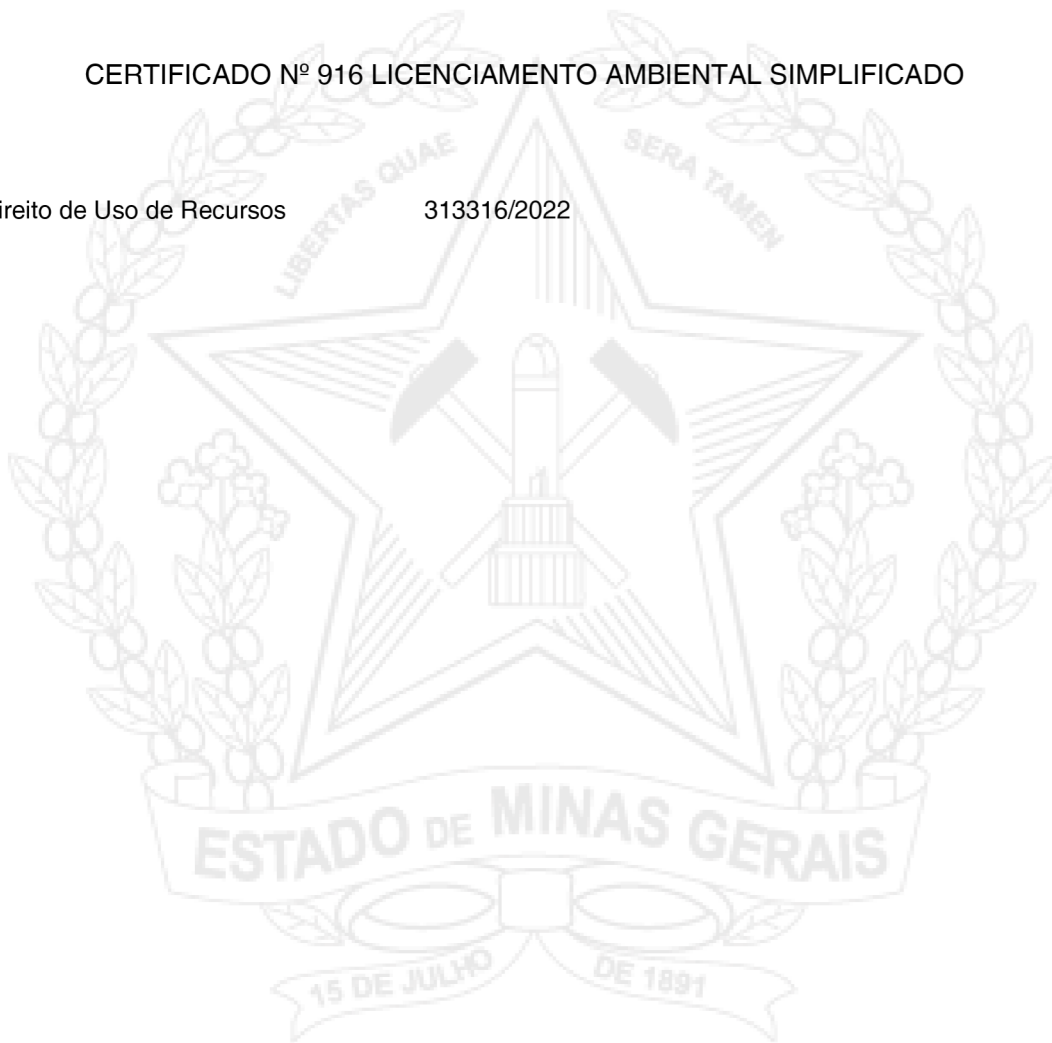 CERTIFICADO Nº 916 LICENCIAMENTO AMBIENTAL SIMPLIFICADO
ireito de Uso de Recursos 313316/2022
LIBERTAS QUAE SERA TAMEN
ESTADO DE MINAS GERAIS
15 DE JULHO DE 1891